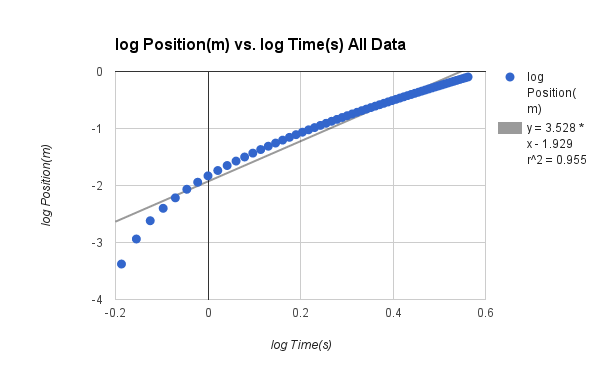 log Position(m) vs. log Time(s) All Data
0
-1
-2
-3
-4
-0.2
0
0.2
0.4
0.6
log Position(m)
log Time(s)
log
Position(
m)
y = 3.528 *
x - 1.929
r^2 = 0.955